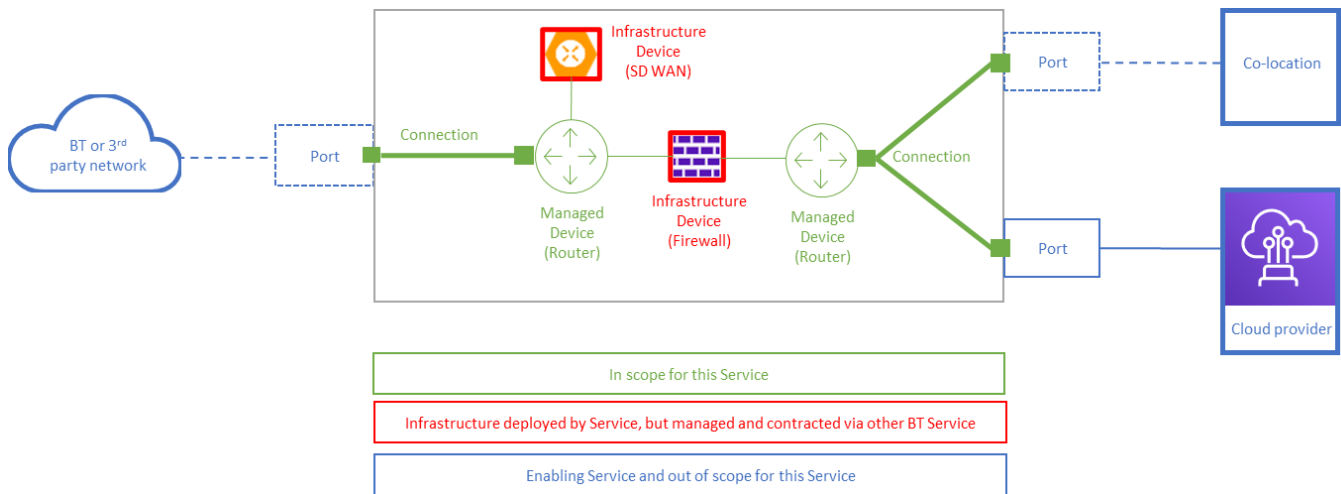 Infrastructure
Device
(SD WAN)
Port
Co-location
BT or 3rd
party network
Port
Connection
Connection
Managed
Device
(Router)
Infrastructure
Device
(Firewall)
Managed
Device
(Router)
Port
Cloud provider
In scope for this Service
Infrastructure deployed by Service, but managed and contracted via other BT Service
Enabling Service and out of scope for this Service